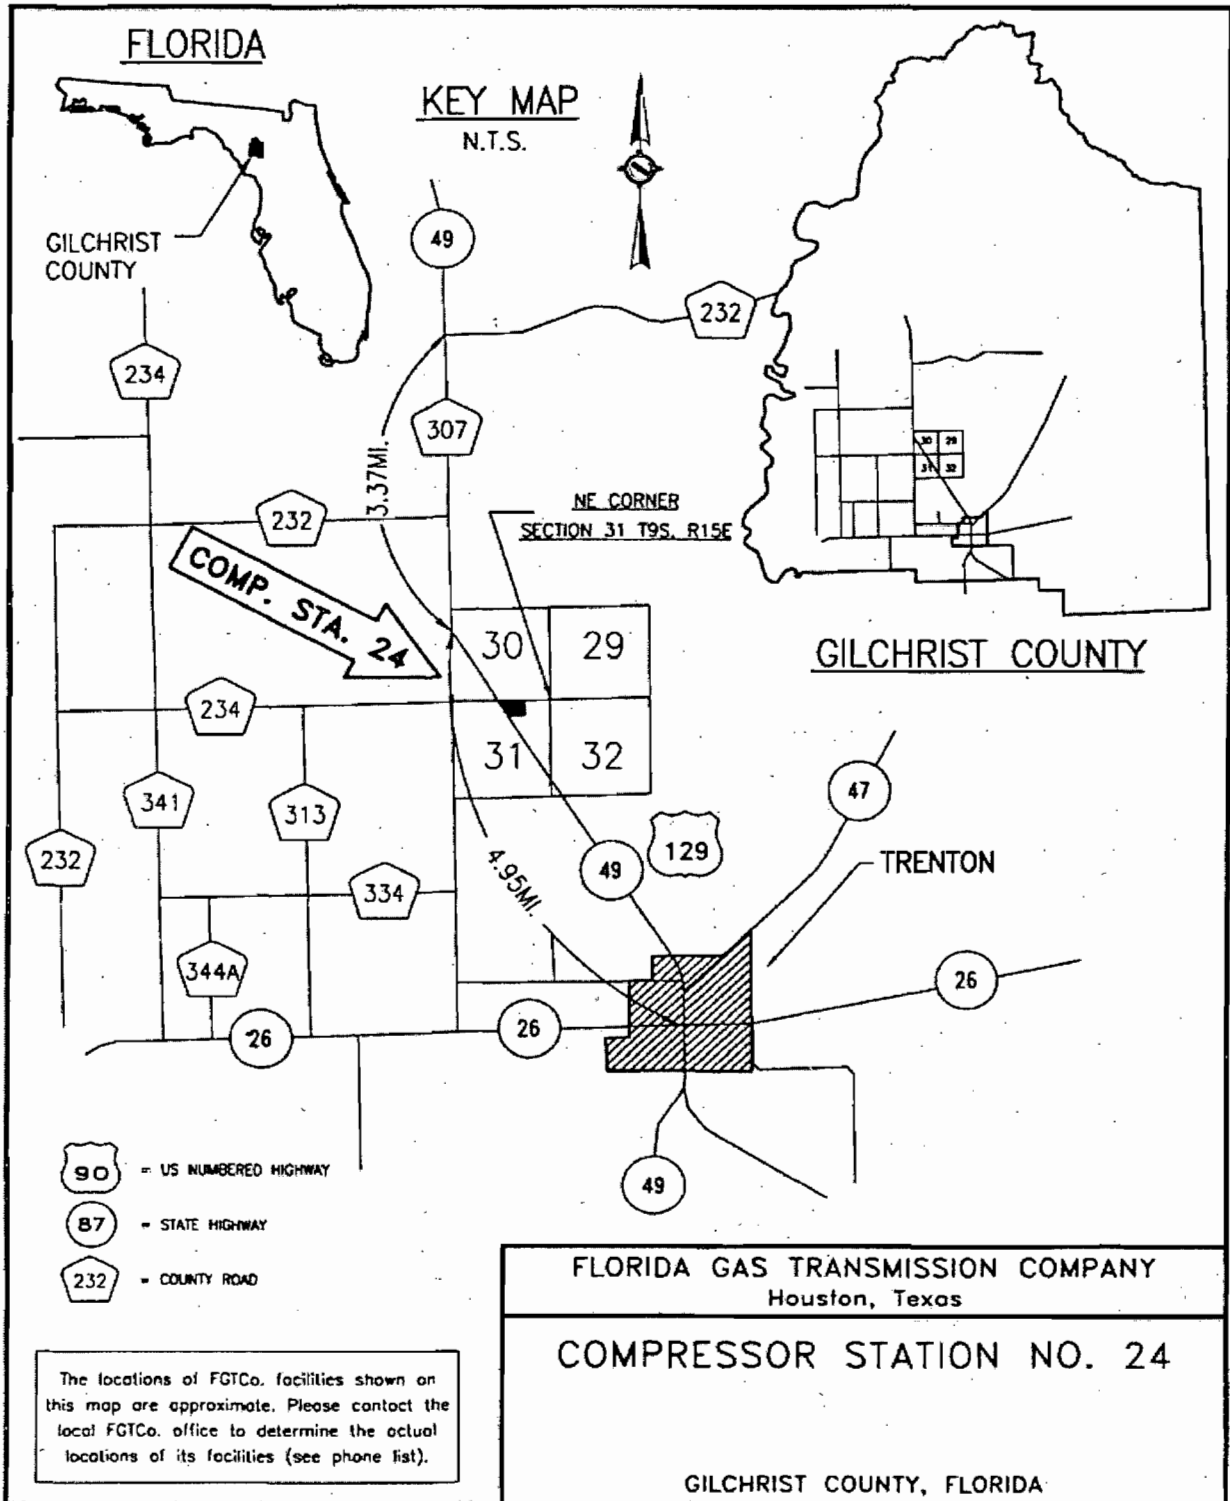 FLORIDA
KEY MAP
N.T.S.
GILCHRIST
COUNTY
49
232
234
307
3.37MI.
30 29
31 32
NE CORNER
SECTION 31 T9S, R15E
232
COMP. STA. 24
30 29
GILCHRIST COUNTY
234
31 32
47
341
313
129
232
49
TRENTON
334
4.95MI.
344A
26
26
26
49
90 = US NUMBERED HIGHWAY
87 = STATE HIGHWAY
232 = COUNTY ROAD
FLORIDA GAS TRANSMISSION COMPANY
Houston, Texas
COMPRESSOR STATION NO. 24
The locations of FGTCo. facilities shown on
this map are approximate. Please contact the
local FGTCo. office to determine the actual
locations of its facilities (see phone list).
GILCHRIST COUNTY, FLORIDA